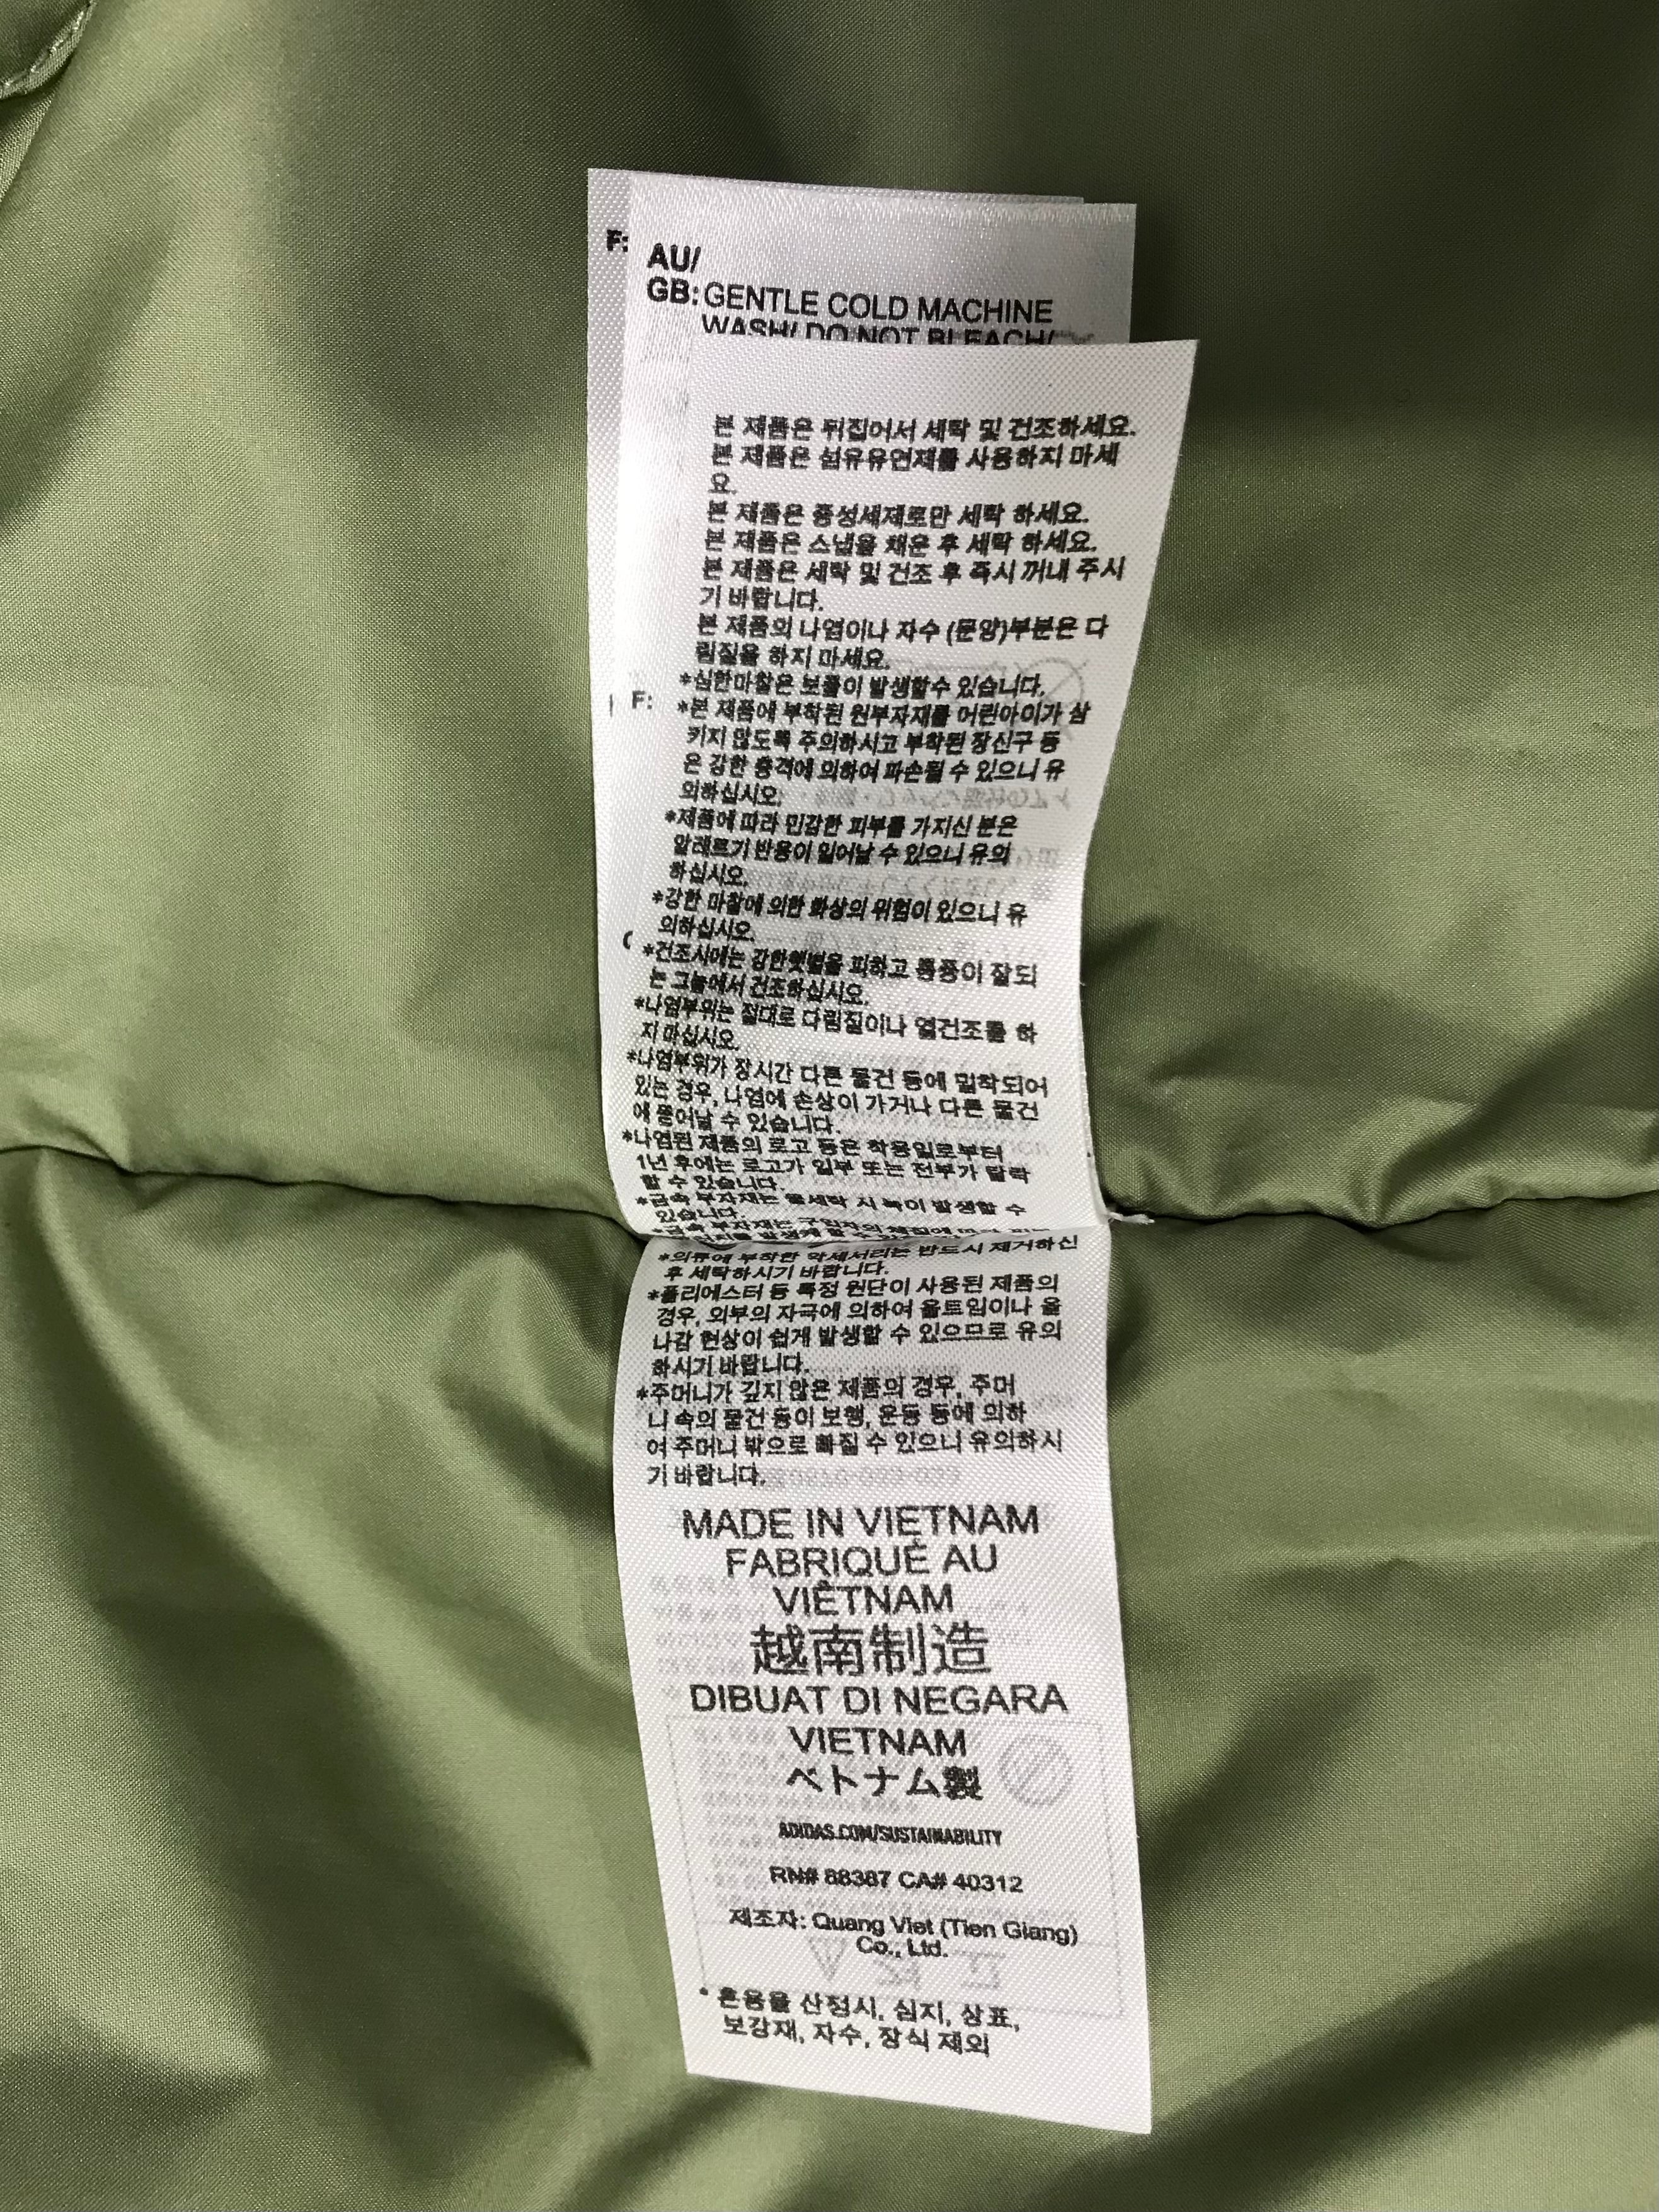 F:
AU/
GB: GENTLE COLD MACHINE
WASH/ DO NOT BLEACH/
본 제품은 뒤집어서 세탁 및 건조하세요.
본 제품은 섬유유연제를 사용하지 마세
요.
본 제품은 중성세제로만 세탁 하세요.
본 제품은 스냅을 채운 후 세탁 하세요.
본 제품은 세탁 및 건조 후 즉시 꺼내 주시
기 바랍니다.
본 제품의 나염이나 자수 (문양)부분은 다
림질을 하지 마세요.
*심한마찰은 보풀이 발생할수 있습니다.
F:
*본 제품에 부착된 원부자재를 어린아이가 삼
키지 않도록 주의하시고 부착된 장신구 등
은 강한 충격에 의하여 파손될 수 있으니 유
의하십시오.
*제품에 따라 민감한 피부를 가지신 분은
알레르기 반응이 일어날 수 있으니 유의
하십시오.
*강한 마찰에 의한 화상의 위험이 있으니 유
의하십시오.
*건조시에는 강한햇볕을 피하고 통풍이 잘되
는 그늘에서 건조하십시오.
*나염부위는 절대로 다림질이나 열건조를 하
지 마십시오.
*나염부위가 장시간 다른 물건 등에 밀착되어
있는 경우, 나염에 손상이 가거나 다른 물건
에 묻어날 수 있습니다.
*나염된 제품의 로고 등은 착용일로부터
1년 후에는 로고가 일부 또는 전부가 탈락
할 수 있습니다.
*금속 부자재는 물세탁 시 녹이 발생할 수
있습니다.
*금속 부자재는 구입자의 체질에 따라
*의류에 부착한 악세서리는 반드시 제거하신
후 세탁하시기 바랍니다.
*폴리에스터 등 특정 원단이 사용된 제품의
경우, 외부의 자극에 의하여 올트임이나 올
나감 현상이 쉽게 발생할 수 있으므로 유의
하시기 바랍니다.
*주머니가 깊지 않은 제품의 경우, 주머
니 속의 물건 등이 보행, 운동 등에 의하
여 주머니 밖으로 빠질 수 있으니 유의하시
기 바랍니다.
MADE IN VIETNAM
FABRIQUÉ AU
VIÊTNAM
越南制造
DIBUAT DI NEGARA
VIETNAM
ベトナム製
ADIDAS.COM/SUSTAINABILITY
RN# 88387 CA# 40312
제조자: Quang Viet (Tien Giang)
Co., Ltd.
* 혼용율 산정시, 심지, 상표,
보강재, 자수, 장식 제외